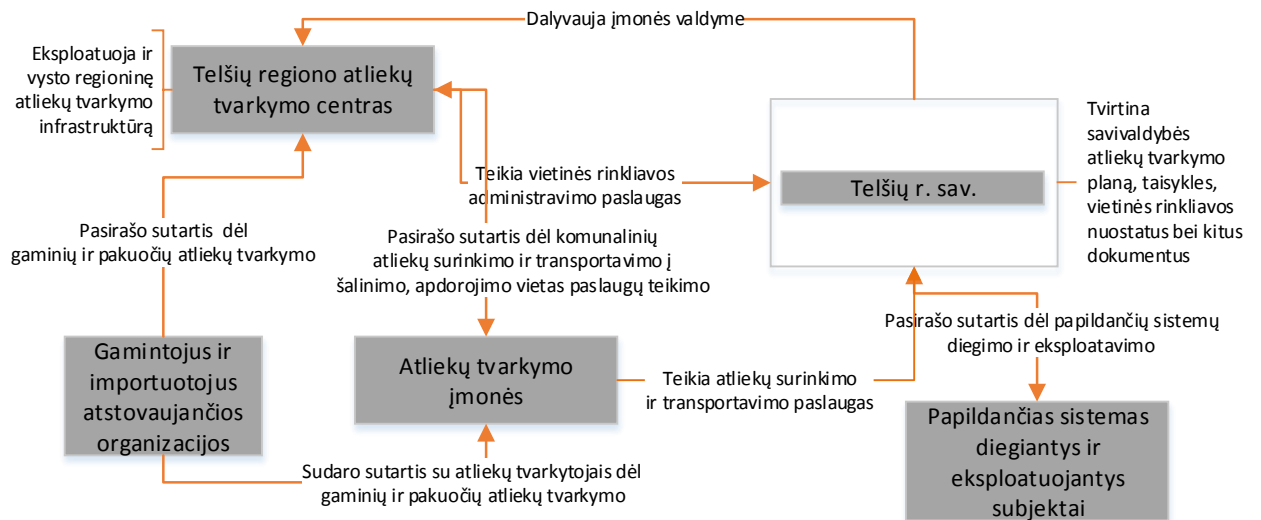 Dalyvauja įmonės valdyme
Eksploatuoja ir
vysto regioninę
atliekų tvarkymo
infrastruktūrą
Telšių regiono atliekų
tvarkymo centras
Tvirtina
savivaldybės
atliekų tvarkymo
planą, taisykles,
vietinės rinkliavos
nuostatus bei kitus
dokumentus
Telšių r. sav.
Teikia vietinės rinkliavos
administravimo paslaugas
Pasirašo sutartis dėl
gaminių ir pakuočių atliekų tvarkymo
Pasirašo sutartis dėl komunalinių
atliekų surinkimo ir transportavimo į
šalinimo, apdorojimo vietas paslaugų teikimo
Pasirašo sutartis dėl papildančių sistemų
diegimo ir eksploatavimo
Gamintojus ir
importuotojus
atstovaujančios
organizacijos
Atliekų tvarkymo
įmonės
Teikia atliekų surinkimo
ir transportavimo paslaugas
Papildančias sistemas
diegiantys ir
eksploatuojantys
subjektai
Sudaro sutartis su atliekų tvarkytojais dėl
gaminių ir pakuočių atliekų tvarkymo